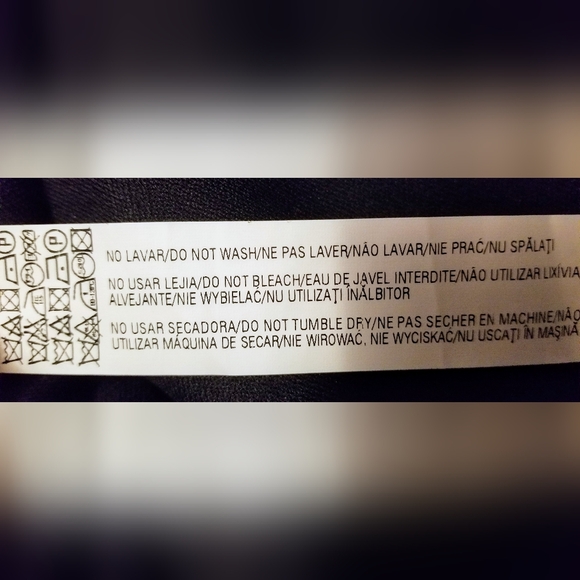 NO LAVAR/DO NOT WASH/NE PAS LAVER/NÃO LAVAR/NIE PRAĆ/NU SPĂLAŢI
NO USAR LEJIA/DO NOT BLEACH/EAU DE JAVEL INTERDITE/NÃO UTILIZAR LIXÍVIA
ALVEJANTE/NIE WYBIELAĆ/NU UTILIZAŢI ÎNĂLBITOR
NO USAR SECADORA/DO NOT TUMBLE DRY/NE PAS SECHER EN MACHINE/NÃO
UTILIZAR MÁQUINA DE SECAR/NIE WIROWAĆ, NIE WYCISKAĆ/NU USCAŢI ÎN MAŞINĂ